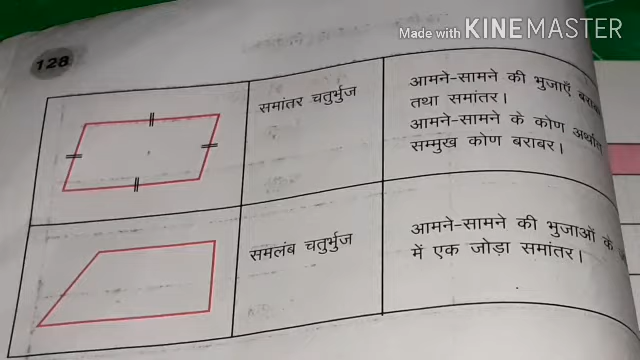 Made with KINEMASTER
128
समांतर चतुर्भुज
आमने-सामने की भुजाएँ
तथा समांतर।
आमने-सामने के कोण
सम्मुख कोण बराबर।
समलंब चतुर्भुज
आमने-सामने की भुजाओं के
में एक जोड़ा समांतर।